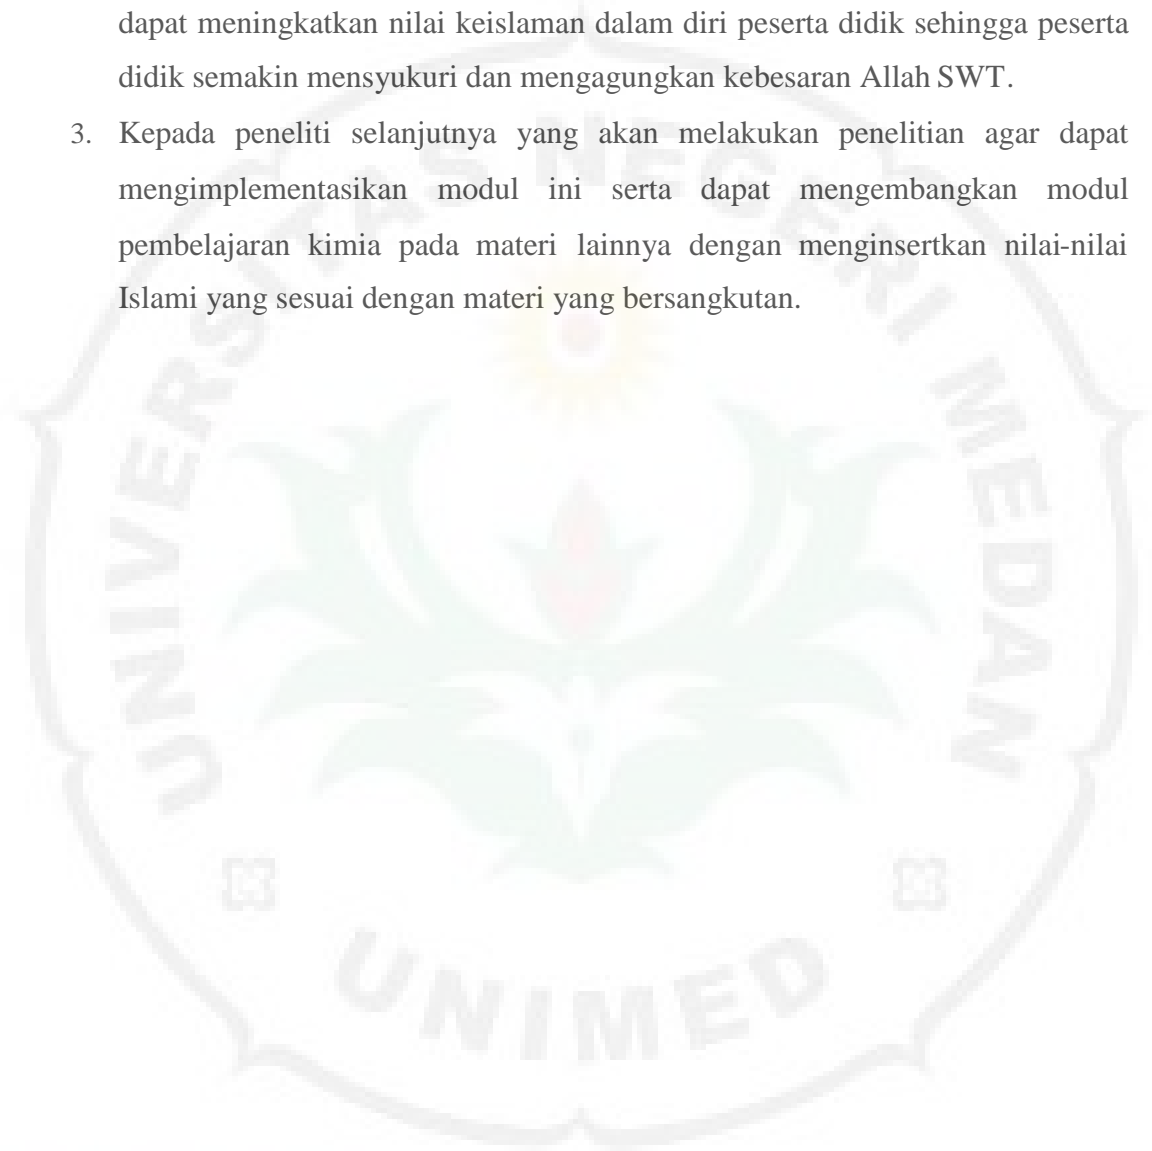 dapat meningkatkan nilai keislaman dalam diri peserta didik sehingga peserta
didik semakin mensyukuri dan mengagungkan kebesaran Allah SWT.
3. Kepada peneliti selanjutnya yang akan melakukan penelitian agar dapat
mengimplementasikan modul ini serta dapat mengembangkan modul
pembelajaran kimia pada materi lainnya dengan menginsertkan nilai-nilai
Islami yang sesuai dengan materi yang bersangkutan.
UNIVERSITAS NEGERI MEDAN
UNIMED